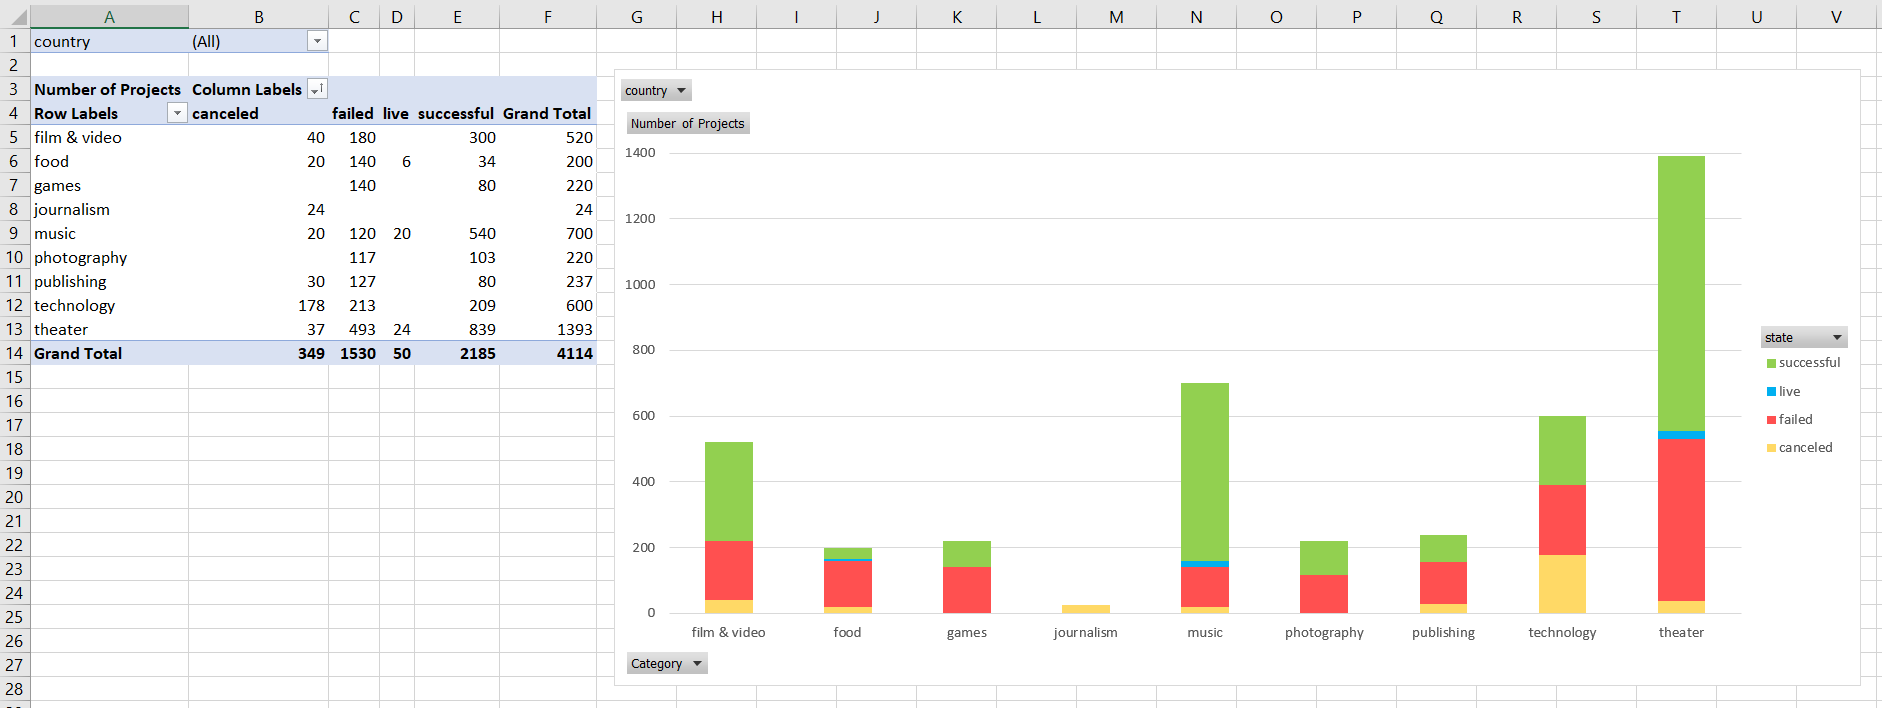 A B C D E F G H I J K L M N O P Q R S T U V
1 country (All)
2
3 Number of Projects Column Labels
4 Row Labels canceled failed live successful Grand Total
5 film & video 40 180 300 520
6 food 20 140 6 34 200
7 games 140 80 220
8 journalism 24 24
9 music 20 120 20 540 700
10 photography 117 103 220
11 publishing 30 127 80 237
12 technology 178 213 209 600
13 theater 37 493 24 839 1393
14 Grand Total 349 1530 50 2185 4114
15
16
17
18
19
20
21
22
23
24
25
26
27
28
country
Number of Projects
1400
1200
1000
800
600
400
200
0
film & video food games journalism music photography publishing technology theater
Category
state
successful
live
failed
canceled